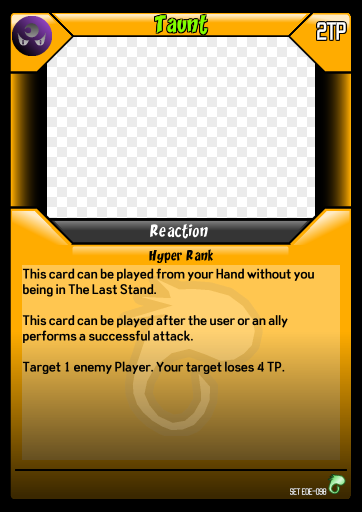 Taunt
2TP
Reaction
Hyper Rank
This card can be played from your Hand without you
being in The Last Stand.
This card can be played after the user or an ally
performs a successful attack.
Target 1 enemy Player. Your target loses 4 TP.
SET EOE-098